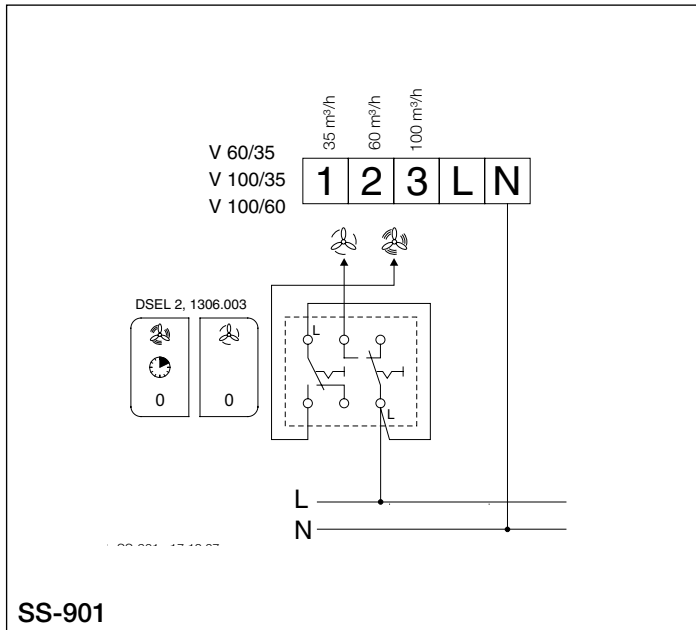 35 m³/h
60 m³/h
100 m³/h
V 60/35
V 100/35
V 100/60
1 2 3 L N
DSEL 2, 1306.003
L
0
0
L
L
N
SS-901